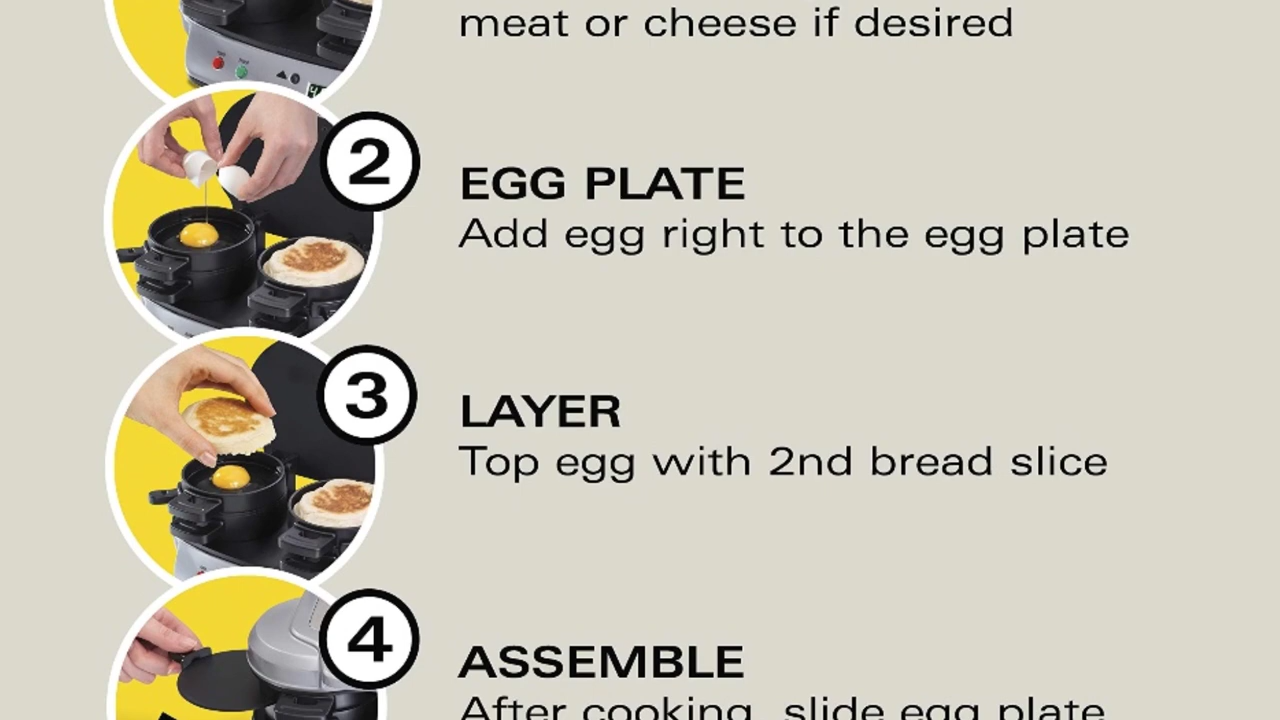 meat or cheese if desired
2
EGG PLATE
Add egg right to the egg plate
3
LAYER
Top egg with 2nd bread slice
4
ASSEMBLE
After cooking, slide egg plate